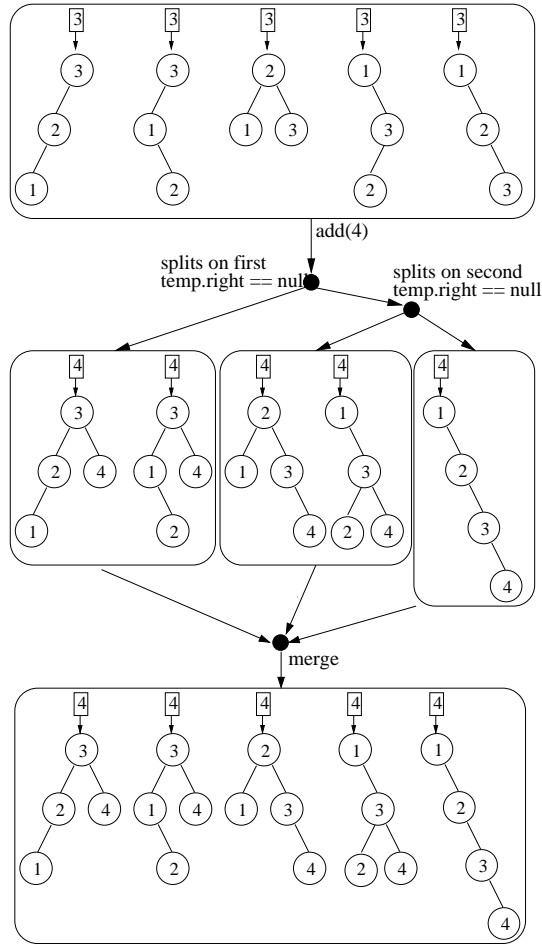 3 3 3 3 3
3 3 2 1 1
2 1 1 3 3 2
1 2 2 3
add(4)
splits on first
temp.right == null
splits on second
temp.right == null
4 4 4 4 4
3 3 2 1 1
2 4 1 4 1 3 3 2
1 2 4 2 4 3
4
merge
4 4 4 4 4
3 3 2 1 1
2 4 1 4 1 3 3 2
1 2 4 2 4 3
4